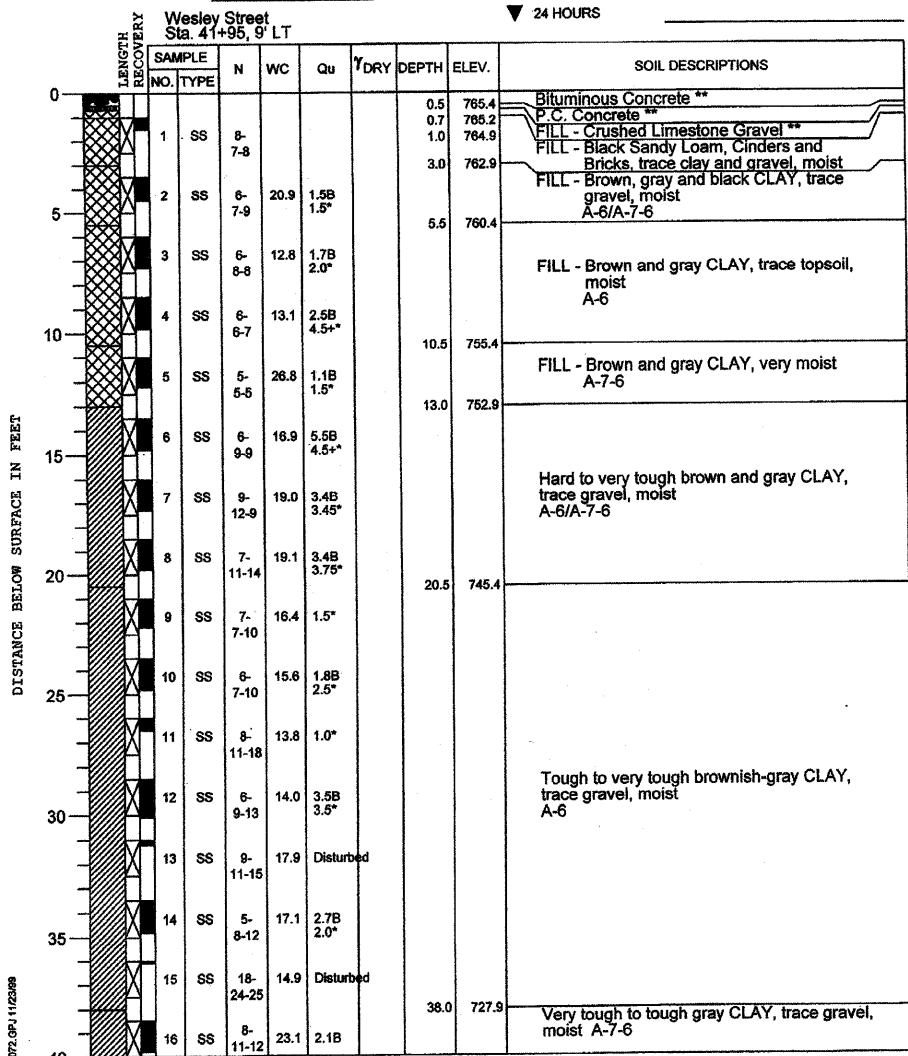 Wesley Street
Sta. 41+95, 9' LT
▼ 24 HOURS
LENGTH
RECOVERY
SAMPLE
NO. TYPE
N
WC
Qu
γDRY
DEPTH
ELEV.
SOIL DESCRIPTIONS
0
0.5 765.4 Bituminous Concrete **
0.7 765.2 P.C. Concrete **
1 SS 8- 1.0 764.9 FILL - Crushed Limestone Gravel **
7-8
FILL - Black Sandy Loam, Cinders and
3.0 762.9 Bricks, trace clay and gravel, moist
2 SS 6- 20.9 1.5B FILL - Brown, gray and black CLAY, trace
7-9 1.5* gravel, moist
5 A-6/A-7-6
5.5 760.4
3 SS 6- 12.8 1.7B FILL - Brown and gray CLAY, trace topsoil,
8-8 2.0* moist
A-6
4 SS 6- 13.1 2.5B
6-7 4.5+*
10
10.5 755.4
5 SS 5- 26.8 1.1B FILL - Brown and gray CLAY, very moist
5-5 1.5* A-7-6
13.0 752.9
6 SS 6- 16.9 5.5B
9-9 4.5+*
15
7 SS 9- 19.0 3.4B Hard to very tough brown and gray CLAY,
12-9 3.45* trace gravel, moist
A-6/A-7-6
8 SS 7- 19.1 3.4B
11-14 3.75*
20
20.5 745.4
9 SS 7- 16.4 1.5*
7-10
10 SS 6- 15.6 1.8B
7-10 2.5*
25
11 SS 8- 13.8 1.0*
11-18
12 SS 6- 14.0 3.5B Tough to very tough brownish-gray CLAY,
9-13 3.5* trace gravel, moist
A-6
30
13 SS 9- 17.9 Disturbed
11-15
14 SS 5- 17.1 2.7B
8-12 2.0*
35
15 SS 18- 14.9 Disturbed
24-25
38.0 727.9
16 SS 8- 23.1 2.1B Very tough to tough gray CLAY, trace gravel,
11-12 moist A-7-6
DISTANCE BELOW SURFACE IN FEET
072.GPJ 11/23/99